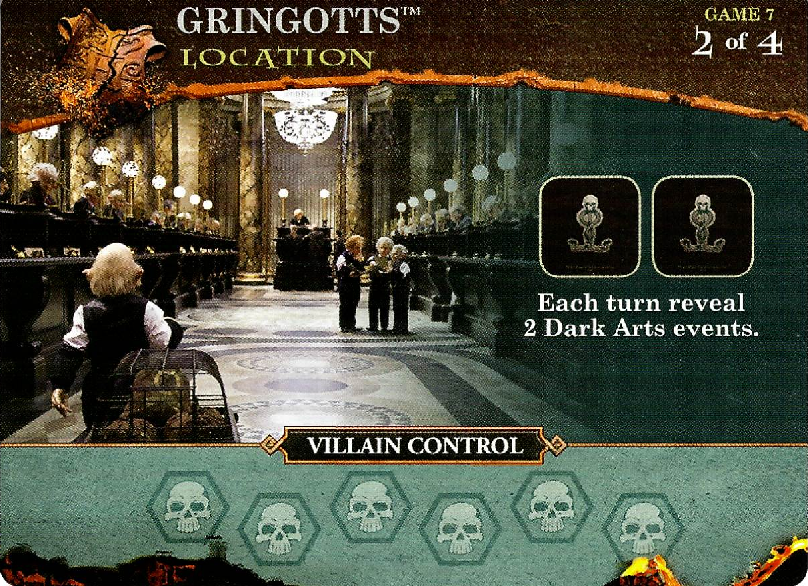 GRINGOTTS™
LOCATION
GAME 7
2 of 4
Each turn reveal
2 Dark Arts events.
VILLAIN CONTROL